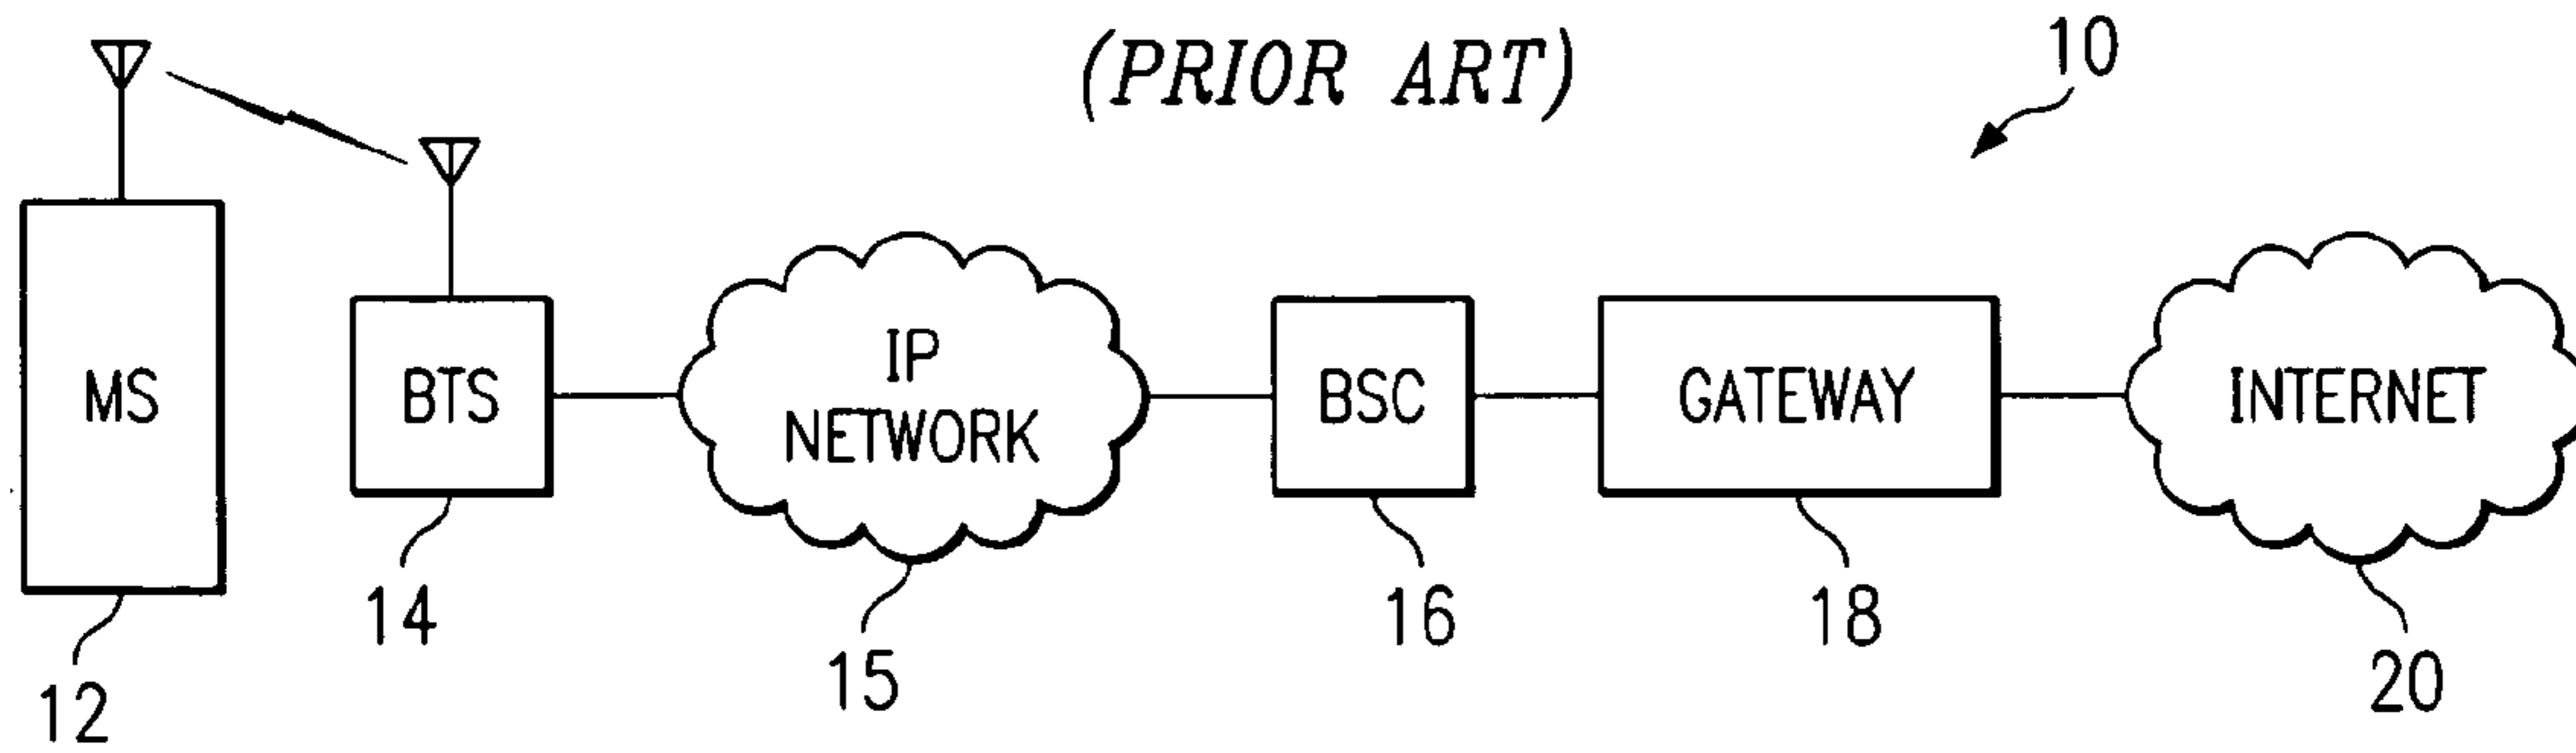 (PRIOR ART)
10
MS
BTS
IP
NETWORK
BSC
GATEWAY
INTERNET
12
14
15
16
18
20